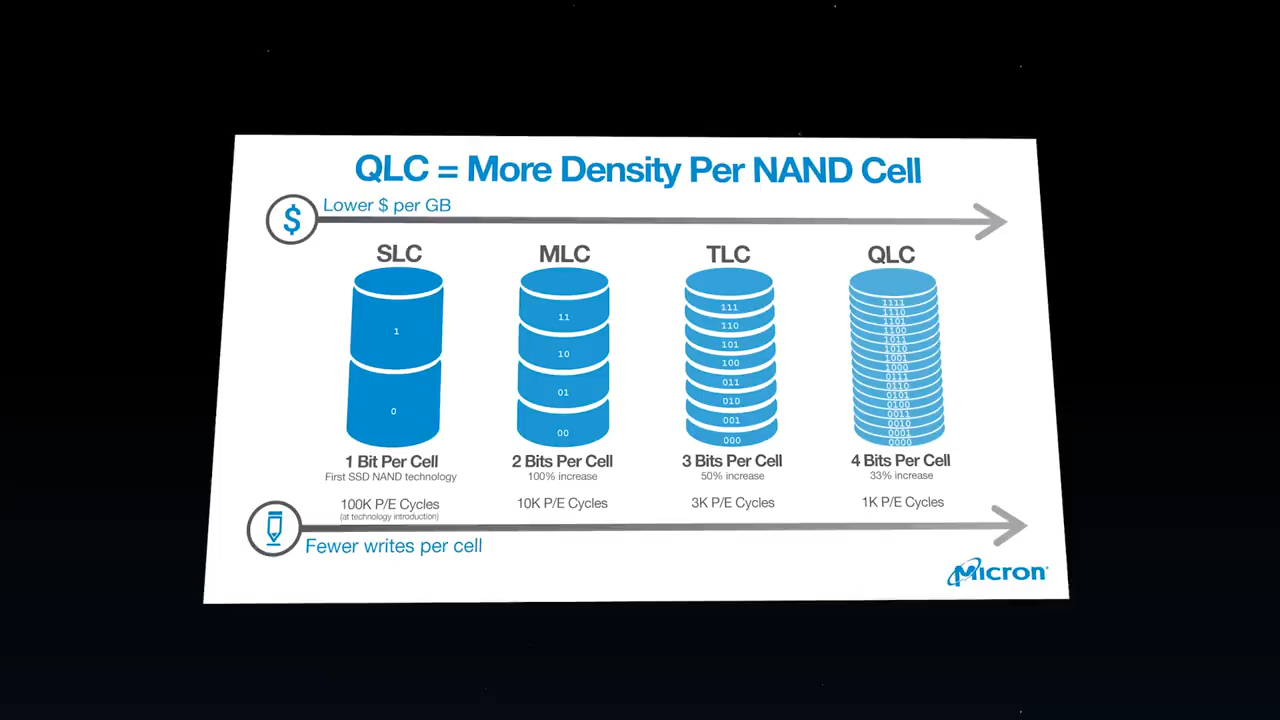 QLC = More Density Per NAND Cell
$
Lower $ per GB
SLC
MLC
TLC
QLC
1
0
11
10
01
00
111
110
101
100
011
010
001
000
1111
1110
1101
1100
1011
1010
1001
1000
0111
0110
0101
0100
0011
0010
0001
0000
1 Bit Per Cell
First SSD NAND technology
100K P/E Cycles
(at technology introduction)
2 Bits Per Cell
100% increase
10K P/E Cycles
3 Bits Per Cell
50% increase
3K P/E Cycles
4 Bits Per Cell
33% increase
1K P/E Cycles
Fewer writes per cell
Micron